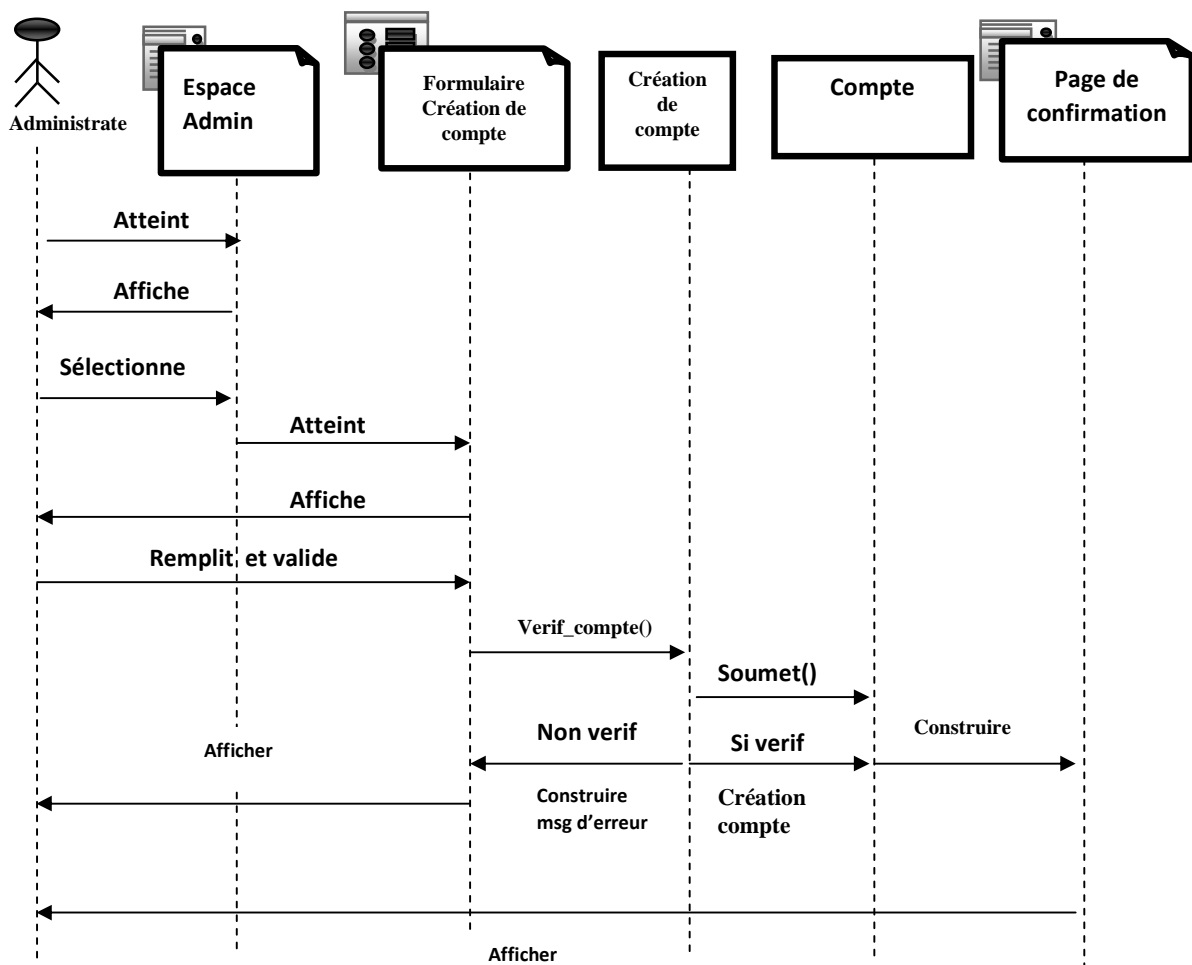 Administrate
Espace
Admin
Formulaire
Création de
compte
Création
de
compte
Compte
Page de
confirmation
Atteint
Affiche
Sélectionne
Atteint
Affiche
Remplit et valide
Verif_compte()
Soumet()
Non verif
Si verif
Construire
Afficher
Construire
msg d'erreur
Création
compte
Afficher